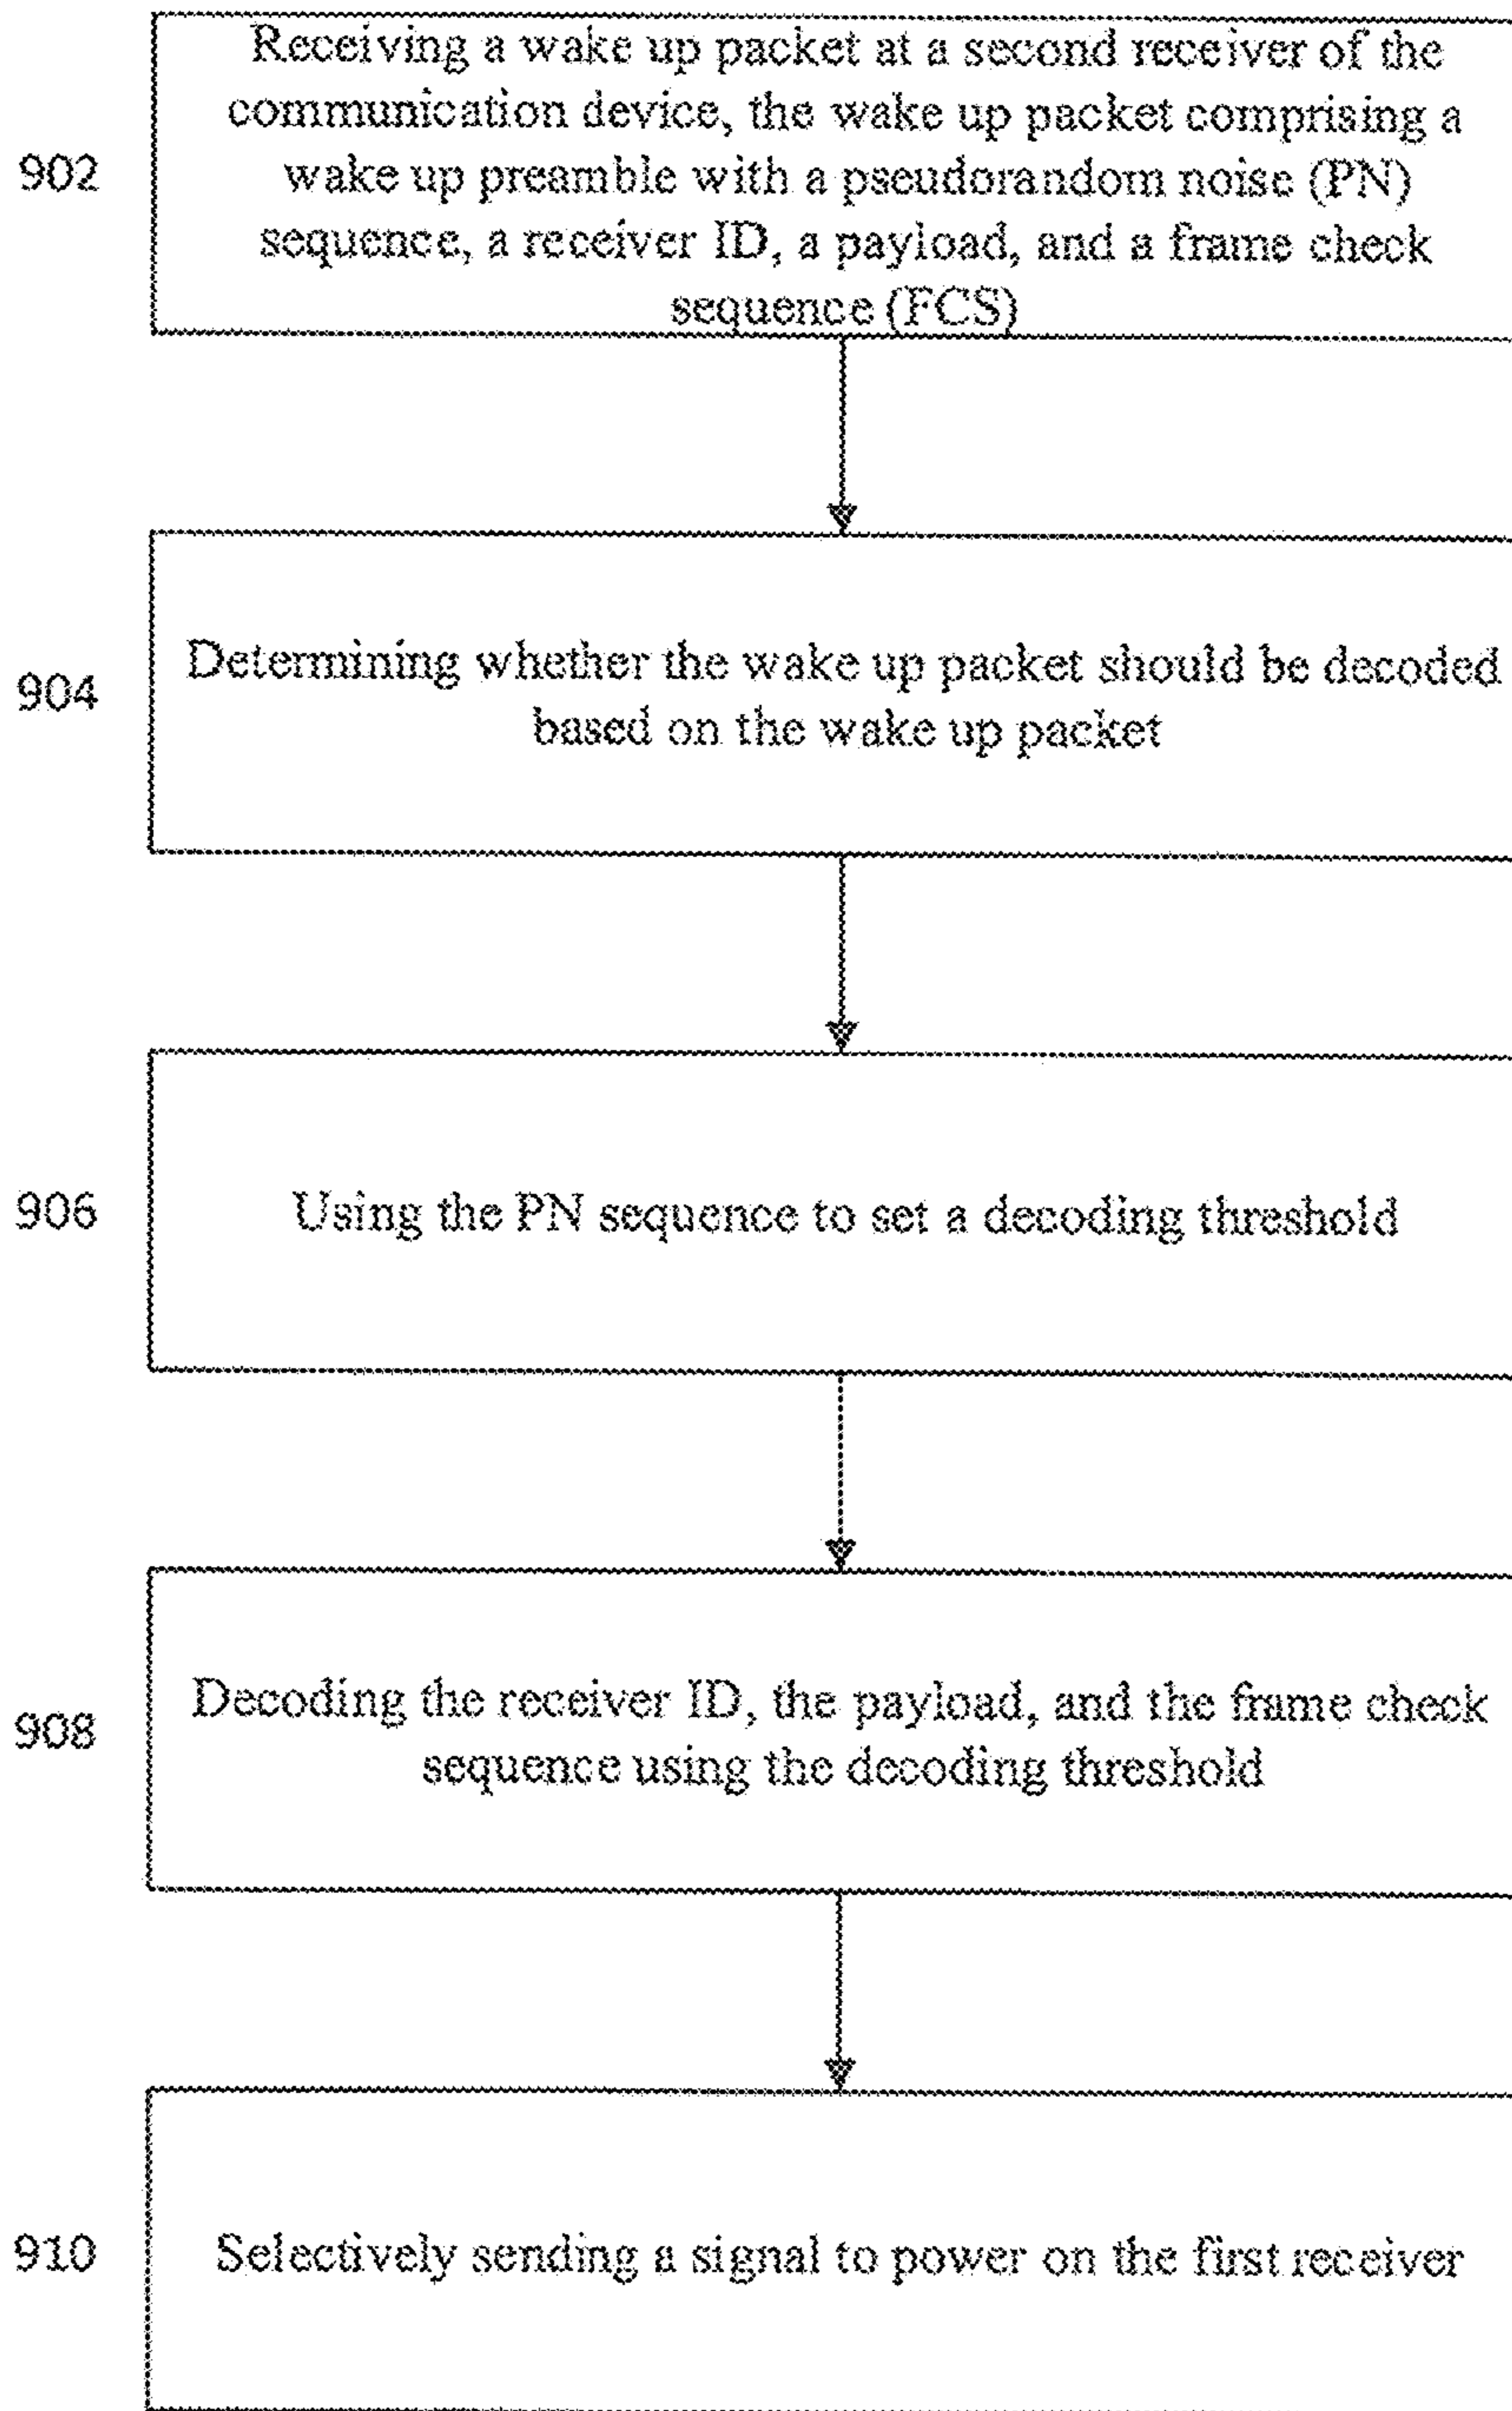 Receiving a wake up packet at a second receiver of the
communication device, the wake up packet comprising a
902
wake up preamble with a pseudorandom noise (PN)
sequence, a receiver ID, a payload, and a frame check
sequence (FCS)
Determining whether the wake up packet should be decoded
904
based on the wake up packet
906
Using the PN sequence to set a decoding threshold
Decoding the receiver ID, the payload, and the frame check
908
sequence using the decoding threshold
910
Selectively sending a signal to power on the first receiver